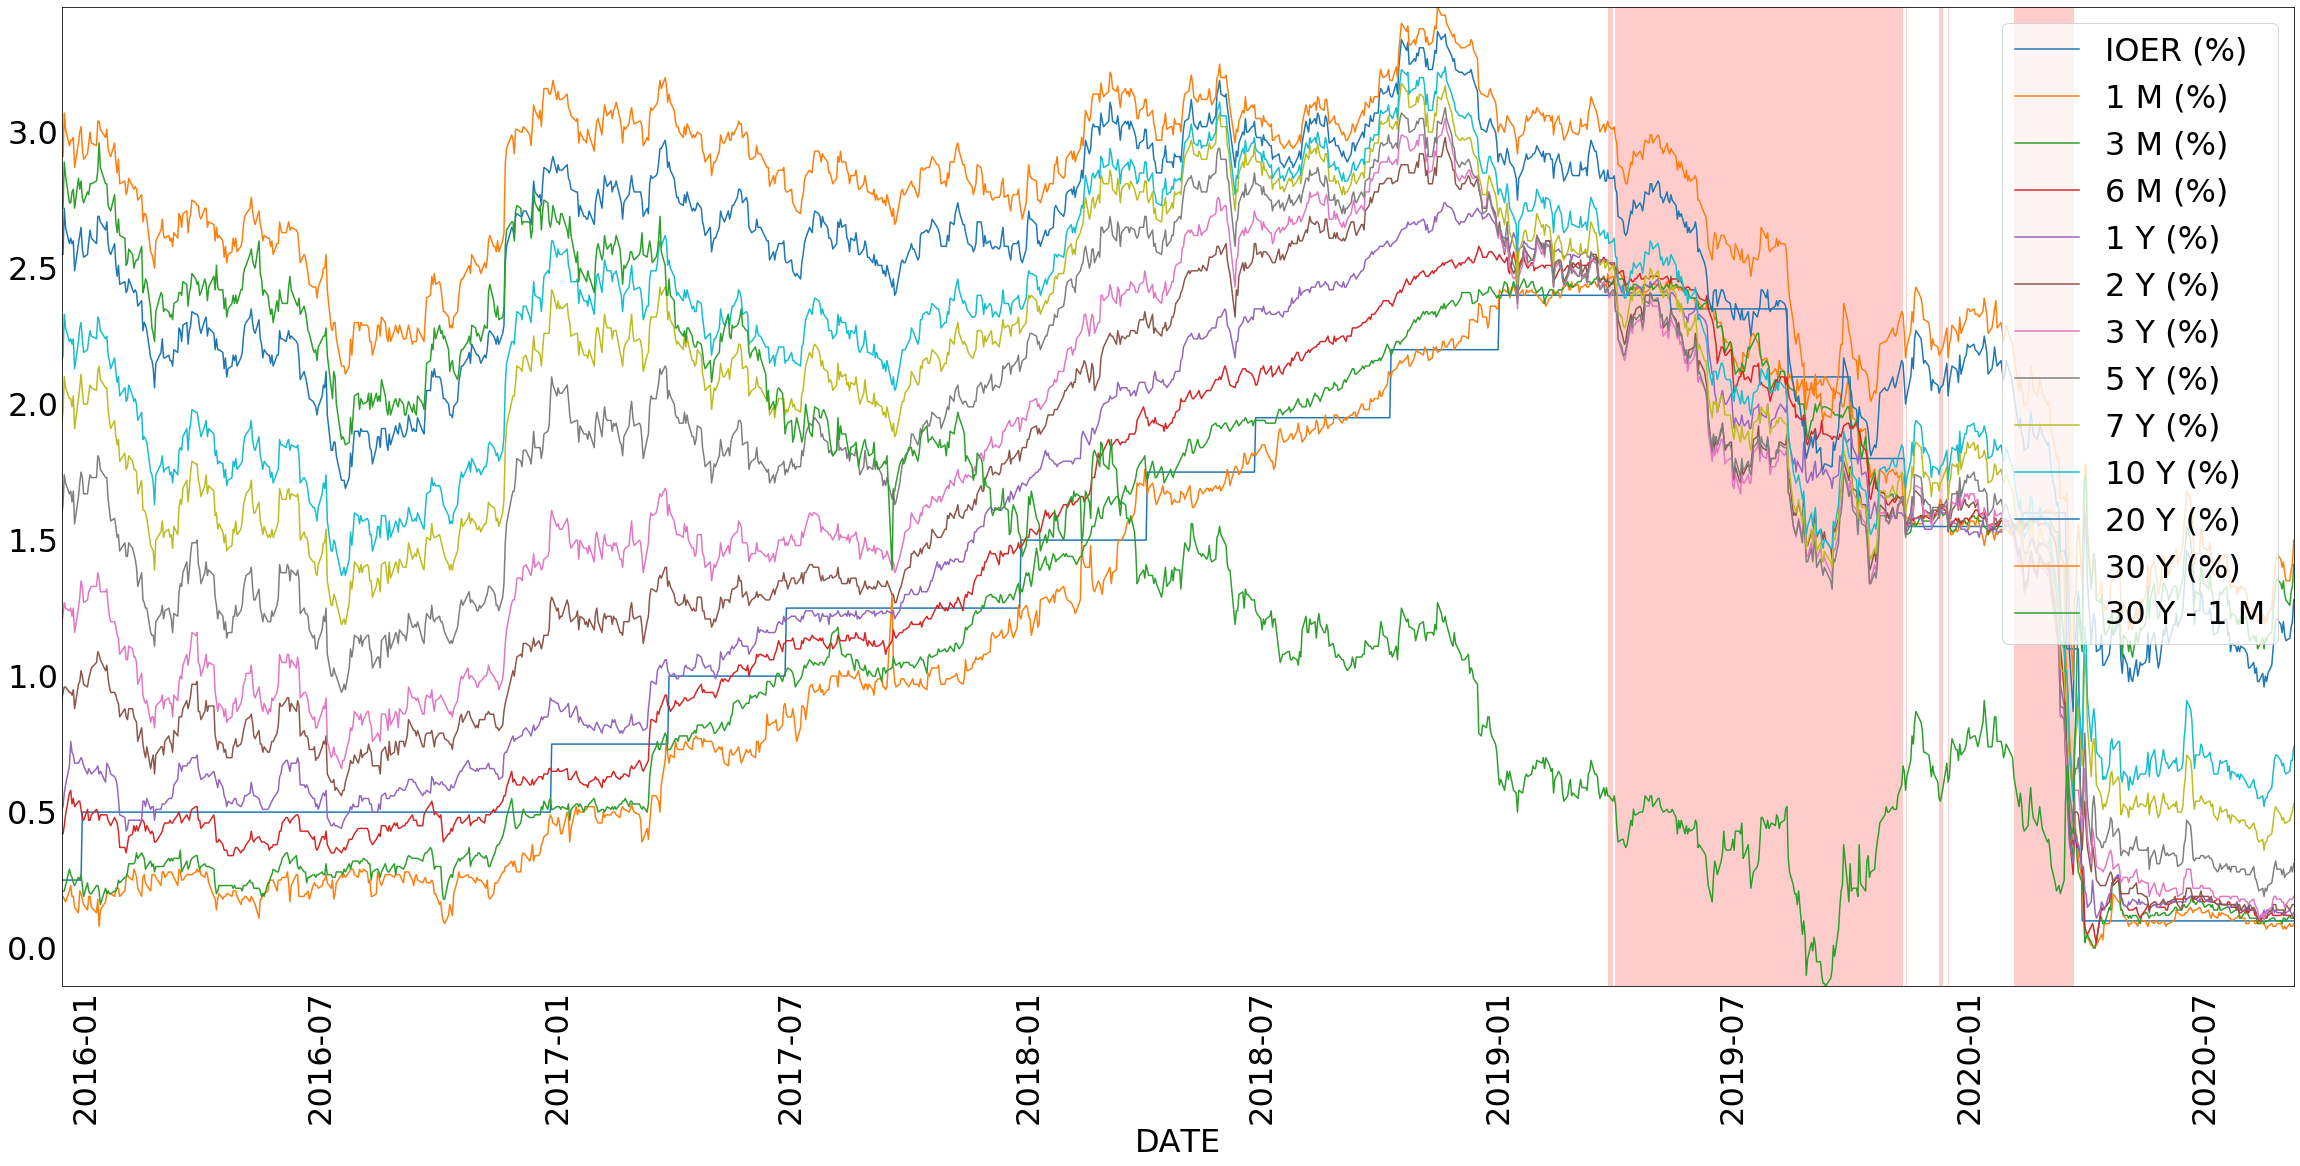 3.0
2.5
2.0
1.5
1.0
0.5
0.0
2016-01
2016-07
2017-01
2017-07
2018-01
2018-07
2019-01
2019-07
2020-01
2020-07
DATE
IOER (%)
1 M (%)
3 M (%)
6 M (%)
1 Y (%)
2 Y (%)
3 Y (%)
5 Y (%)
7 Y (%)
10 Y (%)
20 Y (%)
30 Y (%)
30 Y - 1 M